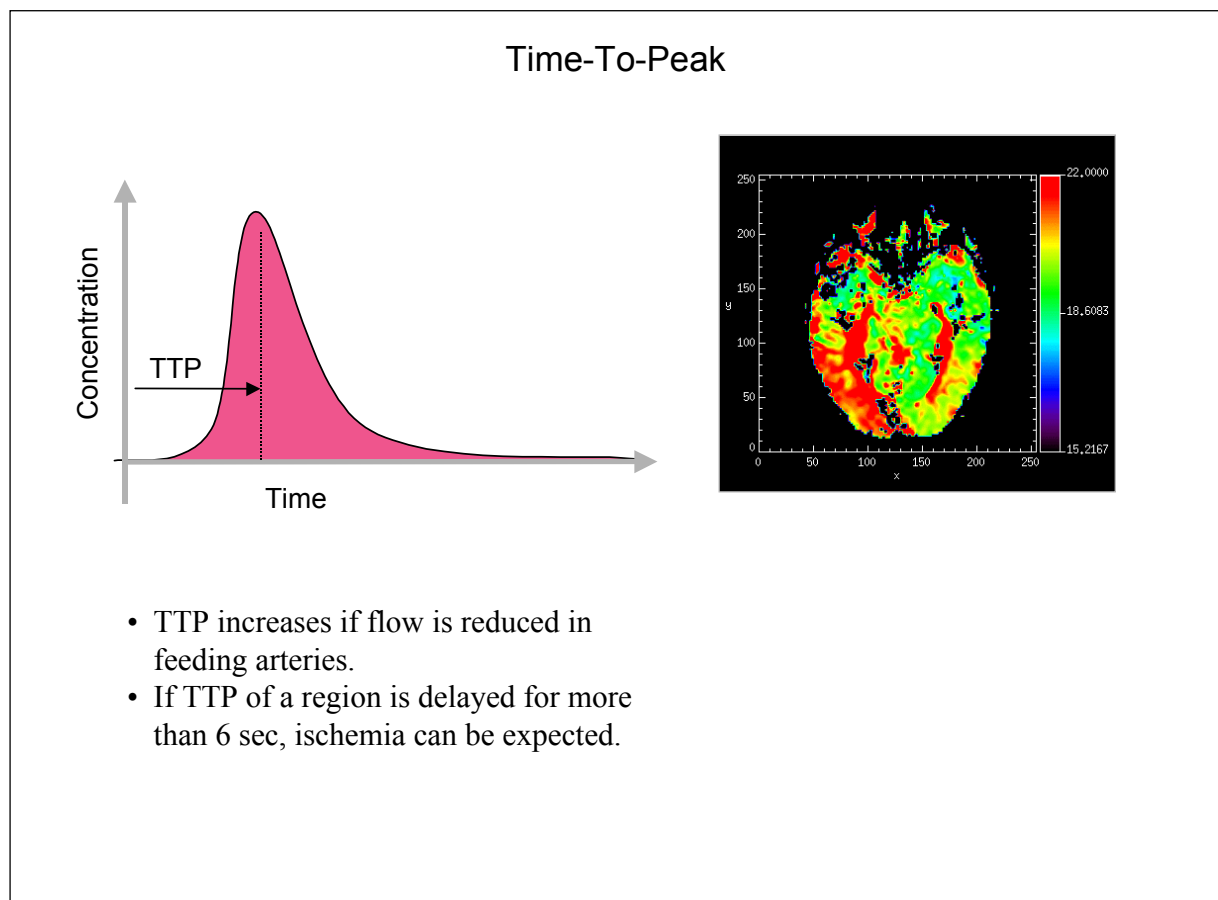 Time-To-Peak
Concentration
TTP
Time
250
200
150
100
50
0
y
0 50 100 150 200 250
x
22.0000
18.6083
15.2167
• TTP increases if flow is reduced in
feeding arteries.
• If TTP of a region is delayed for more
than 6 sec, ischemia can be expected.